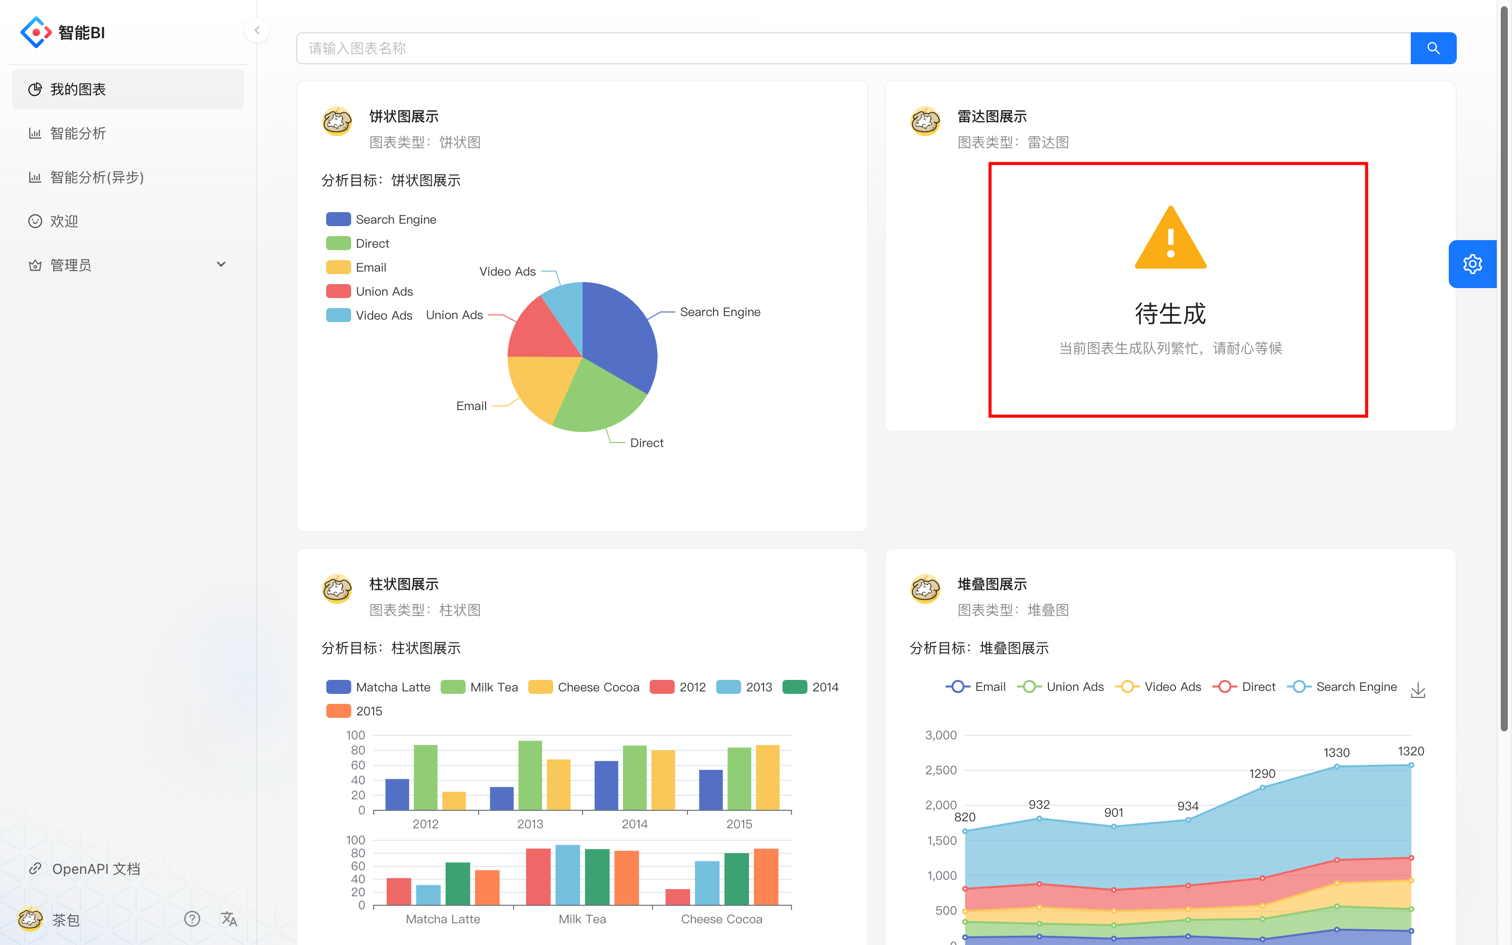 智能BI
我的图表
智能分析
智能分析(异步)
欢迎
管理员
OpenAPI 文档
茶包
请输入图表名称
饼状图展示
图表类型：饼状图
分析目标：饼状图展示
Search Engine
Direct
Email
Union Ads
Video Ads
Video Ads
Union Ads
Search Engine
Email
Direct
雷达图展示
图表类型：雷达图
待生成
当前图表生成队列繁忙，请耐心等候
柱状图展示
图表类型：柱状图
分析目标：柱状图展示
Matcha Latte Milk Tea Cheese Cocoa 2012 2013 2014
2015
100
80
60
40
20
0
2012 2013 2014 2015
100
80
60
40
20
0
Matcha Latte Milk Tea Cheese Cocoa
堆叠图展示
图表类型：堆叠图
分析目标：堆叠图展示
Email Union Ads Video Ads Direct Search Engine
3,000
2,500
2,000
1,500
1,000
500
0
820 932 901 934 1290 1330 1320